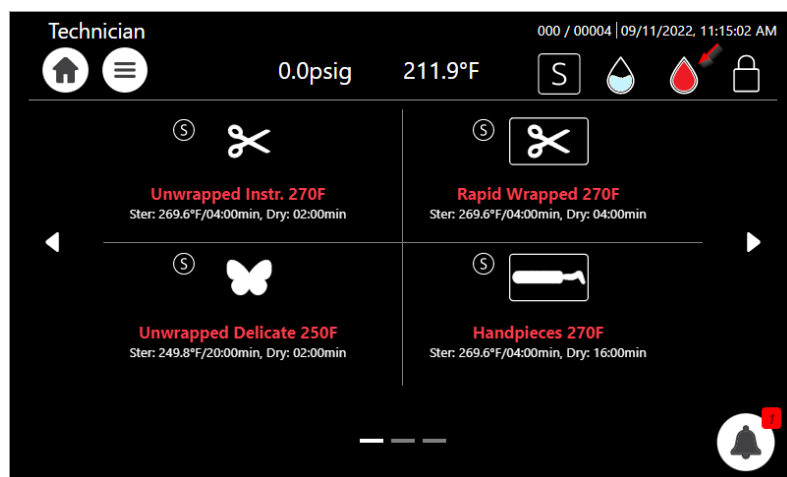 Technician
000 / 00004 | 09/11/2022, 11:15:02 AM
0.0psig 211.9°F S
S
Unwrapped Instr. 270F
Ster: 269.6°F/04:00min, Dry: 02:00min
S
Rapid Wrapped 270F
Ster: 269.6°F/04:00min, Dry: 04:00min
S
Unwrapped Delicate 250F
Ster: 249.8°F/20:00min, Dry: 02:00min
S
Handpieces 270F
Ster: 269.6°F/04:00min, Dry: 16:00min
1